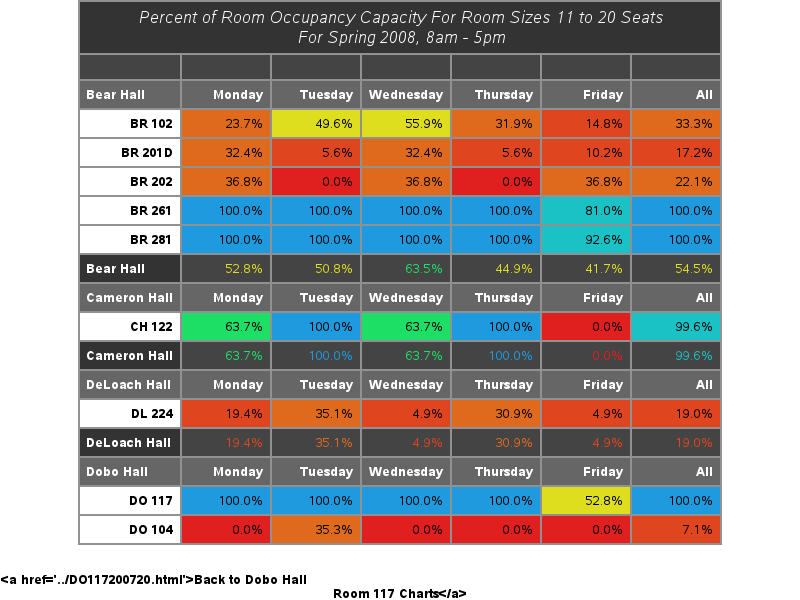 Percent of Room Occupancy Capacity For Room Sizes 11 to 20 Seats
For Spring 2008, 8am - 5pm
Bear Hall Monday Tuesday Wednesday Thursday Friday All
BR 102 23.7% 49.6% 55.9% 31.9% 14.8% 33.3%
BR 201D 32.4% 5.6% 32.4% 5.6% 10.2% 17.2%
BR 202 36.8% 0.0% 36.8% 0.0% 36.8% 22.1%
BR 261 100.0% 100.0% 100.0% 100.0% 81.0% 100.0%
BR 281 100.0% 100.0% 100.0% 100.0% 92.6% 100.0%
Bear Hall 52.8% 50.8% 63.5% 44.9% 41.7% 54.5%
Cameron Hall Monday Tuesday Wednesday Thursday Friday All
CH 122 63.7% 100.0% 63.7% 100.0% 0.0% 99.6%
Cameron Hall 63.7% 100.0% 63.7% 100.0% 0.0% 99.6%
DeLoach Hall Monday Tuesday Wednesday Thursday Friday All
DL 224 19.4% 35.1% 4.9% 30.9% 4.9% 19.0%
DeLoach Hall 19.4% 35.1% 4.9% 30.9% 4.9% 19.0%
Dobo Hall Monday Tuesday Wednesday Thursday Friday All
DO 117 100.0% 100.0% 100.0% 100.0% 52.8% 100.0%
DO 104 0.0% 35.3% 0.0% 0.0% 0.0% 7.1%
<a href='../DO117200720.html'>Back to Dobo Hall
Room 117 Charts</a>